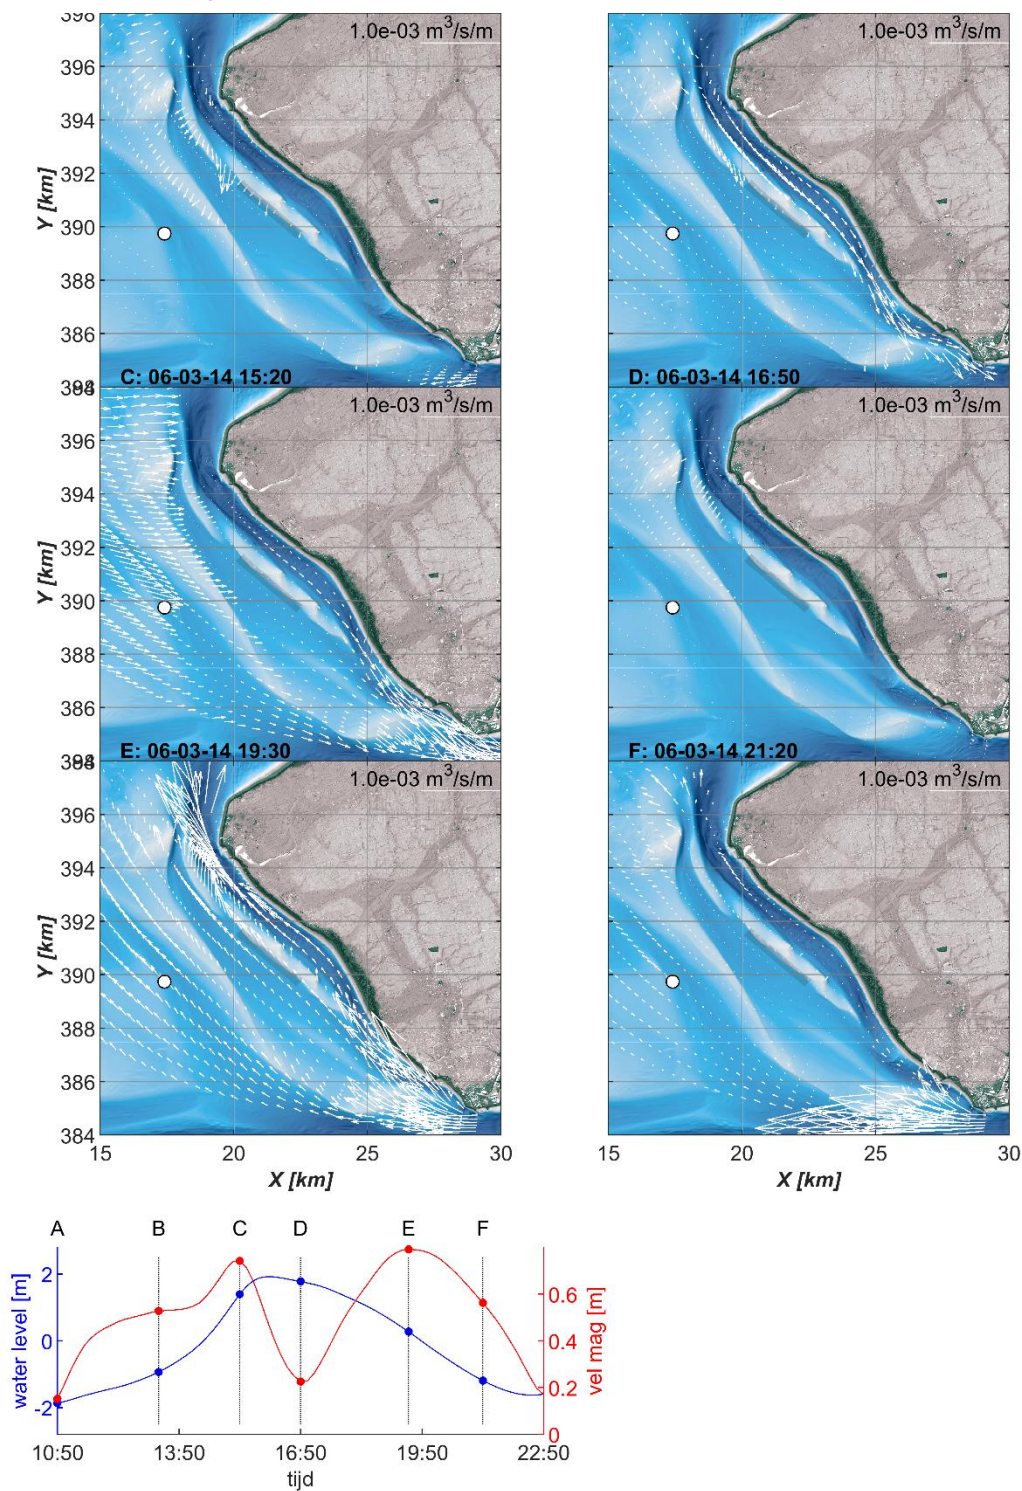 398
396
394
392
390
388
386
384
Y [km]
1.0e-03 m³/s/m
1.0e-03 m³/s/m
C: 06-03-14 15:20
D: 06-03-14 16:50
396
394
392
390
388
386
Y [km]
1.0e-03 m³/s/m
1.0e-03 m³/s/m
E: 06-03-14 19:30
F: 06-03-14 21:20
396
394
392
390
388
386
384
Y [km]
1.0e-03 m³/s/m
1.0e-03 m³/s/m
15 20 25 30
20 25 30
X [km]
X [km]
A B C D E F
water level [m]
2
0
-2
vel mag [m]
0.6
0.4
0.2
0
10:50 13:50 16:50 19:50 22:50
tijd